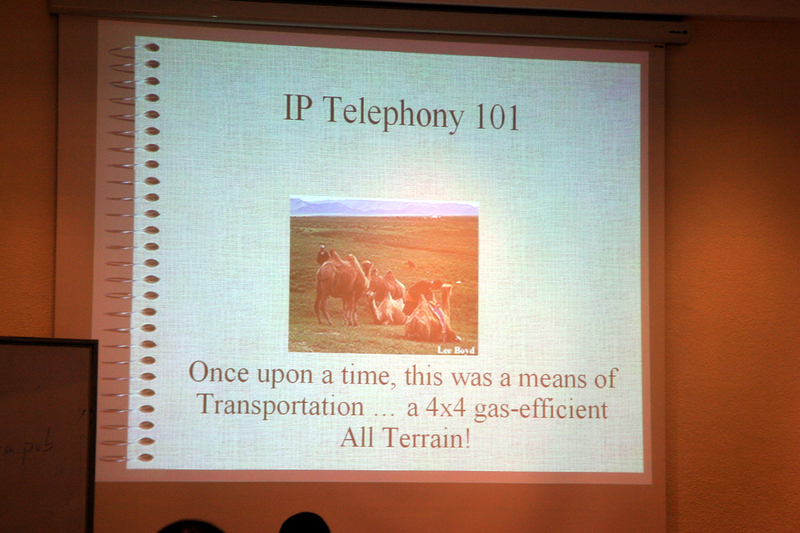 IP Telephony 101
Lee Boyd
Once upon a time, this was a means of
Transportation ... a 4x4 gas-efficient
All Terrain!